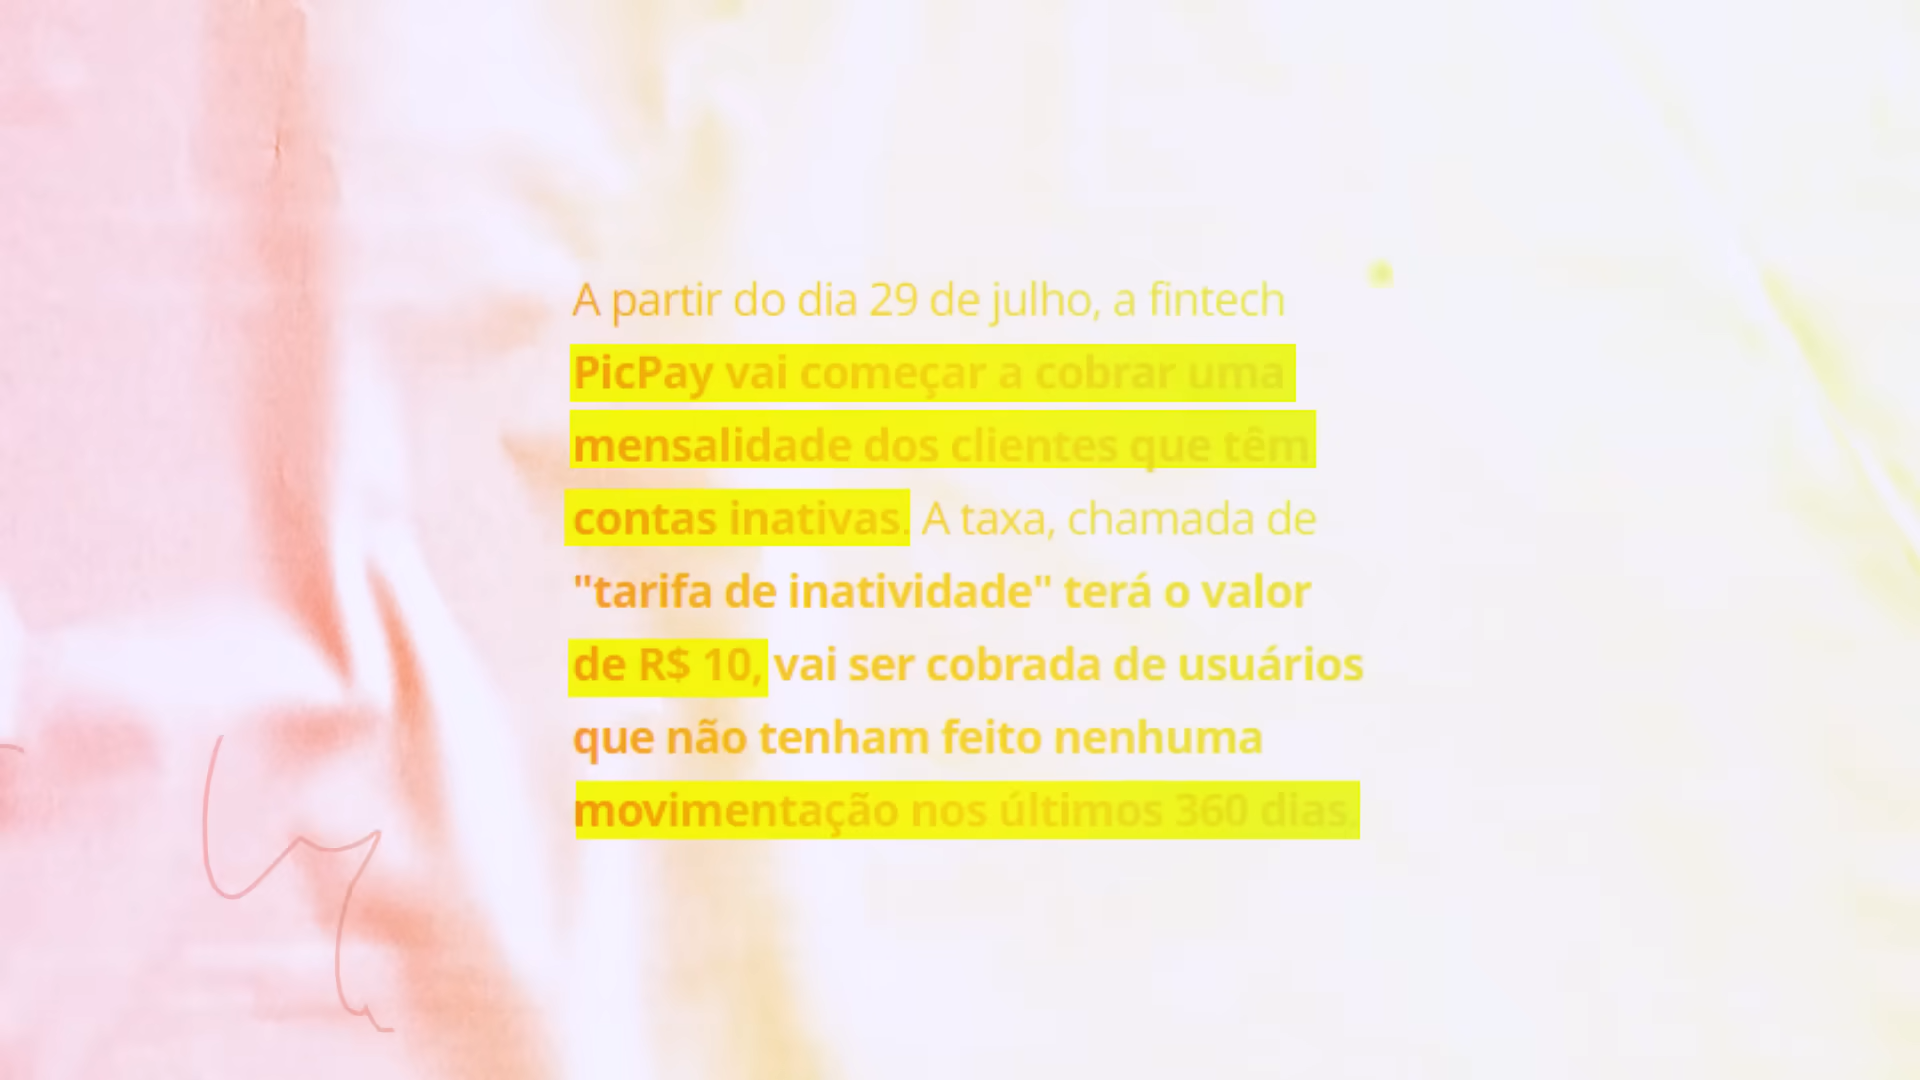 A partir do dia 29 de julho, a fintech
PicPay vai começar a cobrar uma
mensalidade dos clientes que têm
contas inativas. A taxa, chamada de
"tarifa de inatividade" terá o valor
de R$ 10, vai ser cobrada de usuários
que não tenham feito nenhuma
movimentação nos últimos 360 dias.